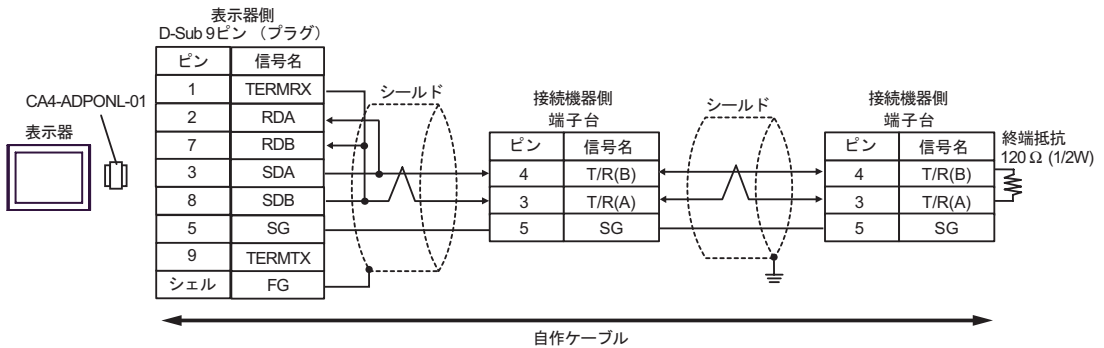 表示器側
D-Sub 9ピン （プラグ）
ピン 信号名
1 TERMRX
2 RDA
7 RDB
3 SDA
8 SDB
5 SG
9 TERMTX
シェル FG
CA4-ADPONL-01
表示器
シールド
接続機器側
端子台
ピン 信号名
4 T/R(B)
3 T/R(A)
5 SG
シールド
接続機器側
端子台
ピン 信号名
4 T/R(B)
3 T/R(A)
5 SG
終端抵抗
120 Ω (1/2W)
自作ケーブル